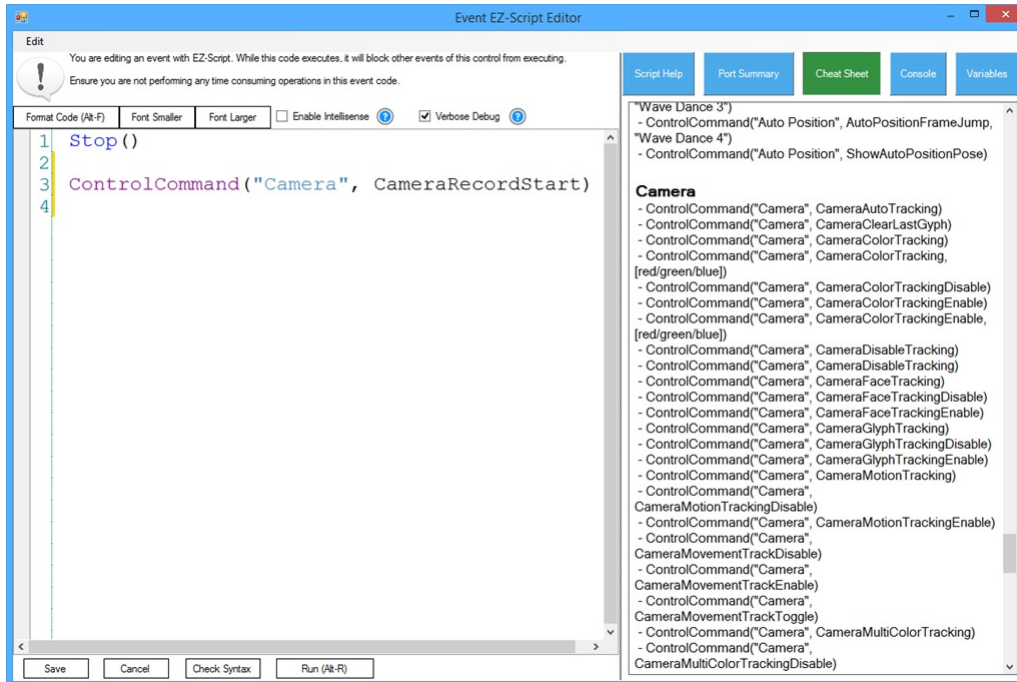 Event EZ-Script Editor
Edit
You are editing an event with EZ-Script. While this code executes, it will block other events of this control from executing.
Ensure you are not peforming any time consuming operations in this event code.
Format Code (Alt-F) Font Smaller Font Larger Enable Intellisense ? Verbose Debug ?
1 Stop()
2
3 ControlCommand("Camera", CameraRecordStart)
4
Save Cancel Check Syntax Run (Alt-R)
Script Help Port Summary Cheat Sheet Console Variables
"Wave Dance 3")
- ControlCommand("Auto Position", AutoPositionFrameJump,
"Wave Dance 4")
- ControlCommand("Auto Position", ShowAutoPositionPose)
Camera
- ControlCommand("Camera", CameraAutoTracking)
- ControlCommand("Camera", CameraClearLastGyph)
- ControlCommand("Camera", CameraColorTracking)
- ControlCommand("Camera", CameraColorTracking,
[red/green/blue])
- ControlCommand("Camera", CameraColorTrackingDisable)
- ControlCommand("Camera", CameraColorTrackingEnable)
- ControlCommand("Camera", CameraColorTrackingEnable,
[red/green/blue])
- ControlCommand("Camera", CameraDisableTracking)
- ControlCommand("Camera", CameraDisableTracking)
- ControlCommand("Camera", CameraFaceTracking)
- ControlCommand("Camera", CameraFaceTrackingDisable)
- ControlCommand("Camera", CameraFaceTrackingEnable)
- ControlCommand("Camera", CameraGlyphTracking)
- ControlCommand("Camera", CameraGlyphTrackingDisable)
- ControlCommand("Camera", CameraGlyphTrackingEnable)
- ControlCommand("Camera", CameraMotionTracking)
- ControlCommand("Camera",
CameraMotionTrackingDisable)
- ControlCommand("Camera", CameraMotionTrackingEnable)
- ControlCommand("Camera",
CameraMovementTrackDisable)
- ControlCommand("Camera",
CameraMovementTrackEnable)
- ControlCommand("Camera",
CameraMovementTrackToggle)
- ControlCommand("Camera", CameraMultiColorTracking)
- ControlCommand("Camera",
CameraMultiColorTrackingDisable)